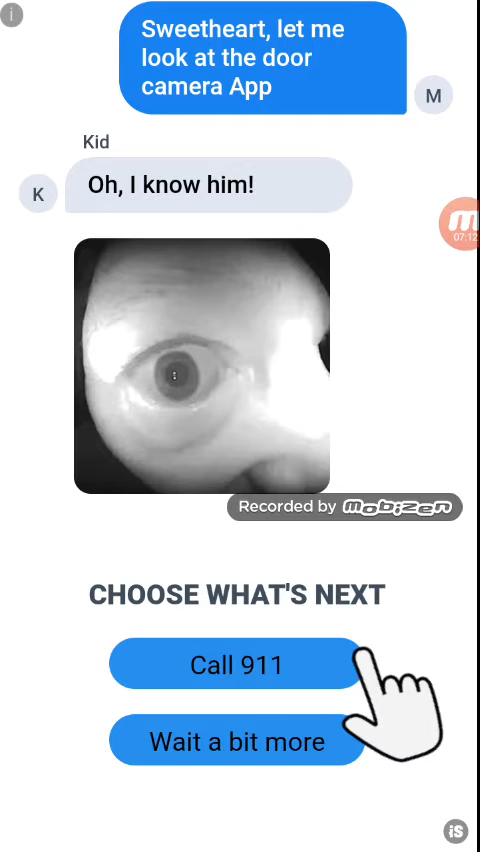 i
Sweetheart, let me
look at the door
camera App
M
Kid
K
Oh, I know him!
07:12
Recorded by mobizen
CHOOSE WHAT'S NEXT
Call 911
Wait a bit more
iS